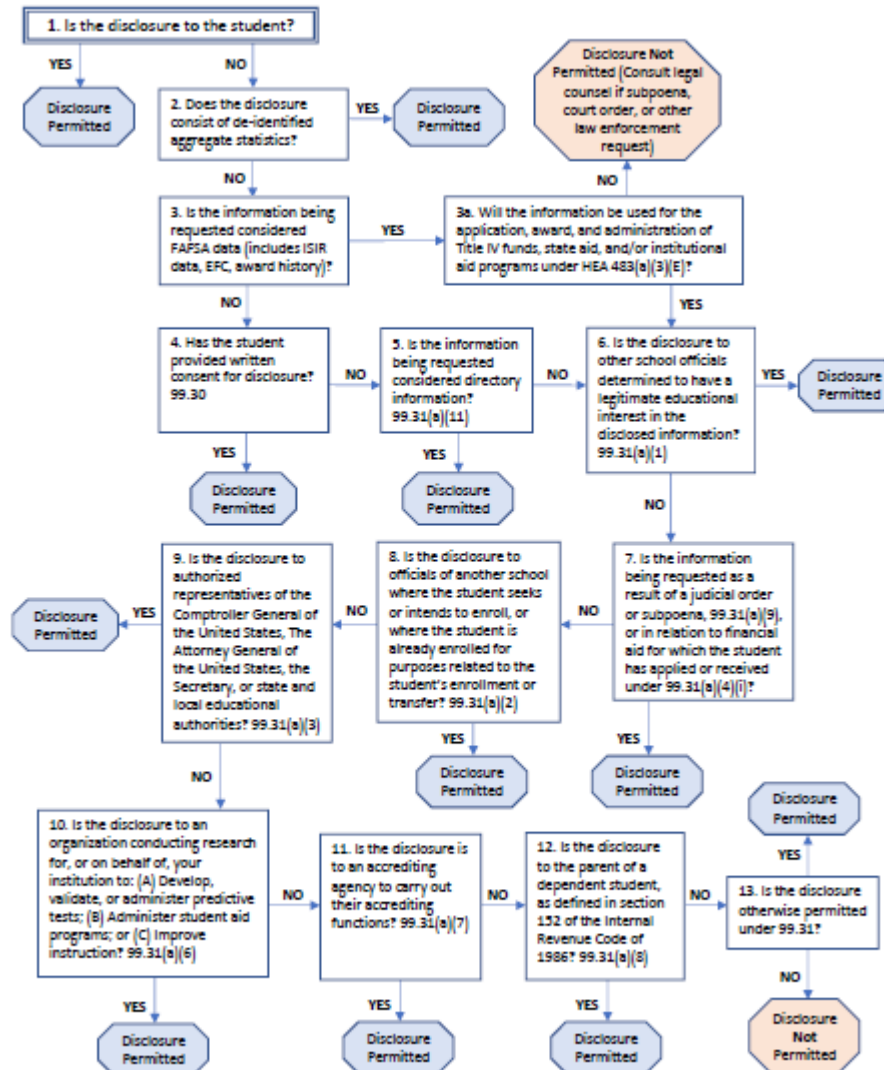 1. Is the disclosure to the student?
YES
NO
Disclosure
Permitted
2. Does the disclosure
consist of de-identified
aggregate statistics?
YES
Disclosure
Permitted
Disclosure Not
Permitted (Consult legal
counsel if subpoena,
court order, or other
law enforcement
request)
NO
NO
3. Is the information being
requested considered
FAFSA data (includes ISIR
data, EFC, award history)?
YES
3a. Will the information be used for the
application, award, and administration of
Title IV funds, state aid, and/or institutional
aid programs under HEA 483(a)(3)(E)?
NO
YES
4. Has the student
provided written
consent for disclosure?
99.30
NO
5. Is the information
being requested
considered directory
information?
99.31(a)(11)
NO
6. Is the disclosure to
other school officials
determined to have a
legitimate educational
interest in the
disclosed information?
99.31(a)(1)
YES
Disclosure
Permitted
YES
Disclosure
Permitted
YES
Disclosure
Permitted
NO
9. Is the disclosure to
authorized
representatives of the
Comptroller General of
the United States, The
Attorney General of
the United States, the
Secretary, or state and
local educational
authorities? 99.31(a)(3)
YES
Disclosure
Permitted
NO
8. Is the disclosure to
officials of another school
where the student seeks
or intends to enroll, or
where the student is
already enrolled for
purposes related to the
student's enrollment or
transfer? 99.31(a)(2)
NO
7. Is the information
being requested as a
result of a judicial order
or subpoena, 99.31(a)(9),
or in relation to financial
aid for which the student
has applied or received
under 99.31(a)(4)(i)?
YES
Disclosure
Permitted
YES
Disclosure
Permitted
NO
10. Is the disclosure to an
organization conducting research
for, or on behalf of, your
institution to: (A) Develop,
validate, or administer predictive
tests; (B) Administer student aid
programs; or (C) Improve
instruction? 99.31(a)(6)
NO
11. Is the disclosure is
to an accrediting
agency to carry out
their accrediting
functions? 99.31(a)(7)
NO
12. Is the disclosure
to the parent of a
dependent student,
as defined in section
152 of the Internal
Revenue Code of
1986? 99.31(a)(8)
NO
Disclosure
Permitted
YES
13. Is the disclosure
otherwise permitted
under 99.31?
YES
Disclosure
Permitted
YES
Disclosure
Permitted
YES
Disclosure
Permitted
NO
Disclosure
Not
Permitted